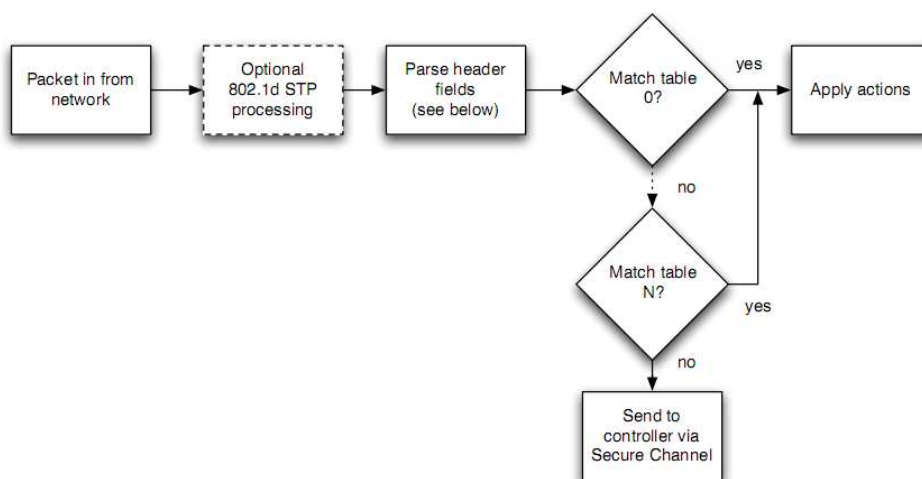 Packet in from
network
Optional
802.1d STP
processing
Parse header
fields
(see below)
Match table
0?
yes
Apply actions
no
Match table
N?
yes
no
Send to
controller via
Secure Channel